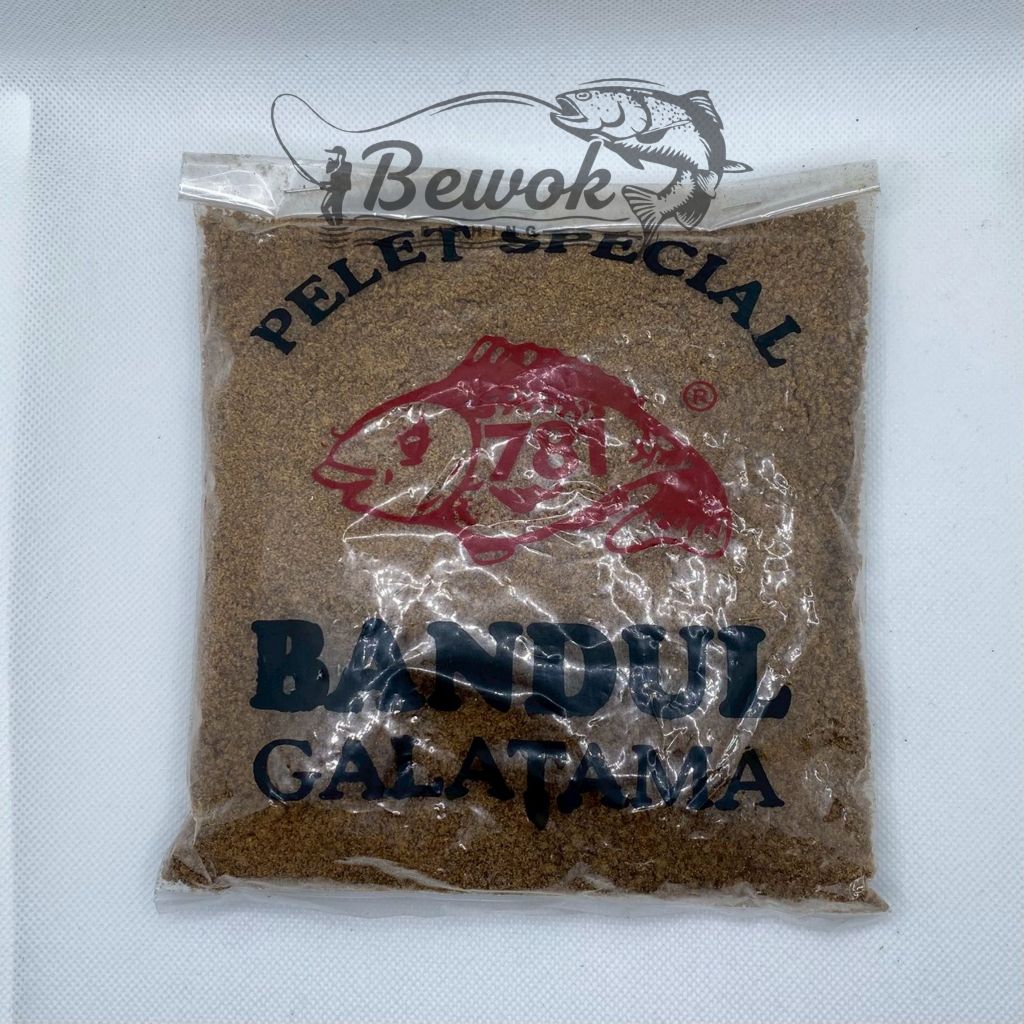 Bewok
PELET SPECIAL
®
781
BANDUL
GALATAMA